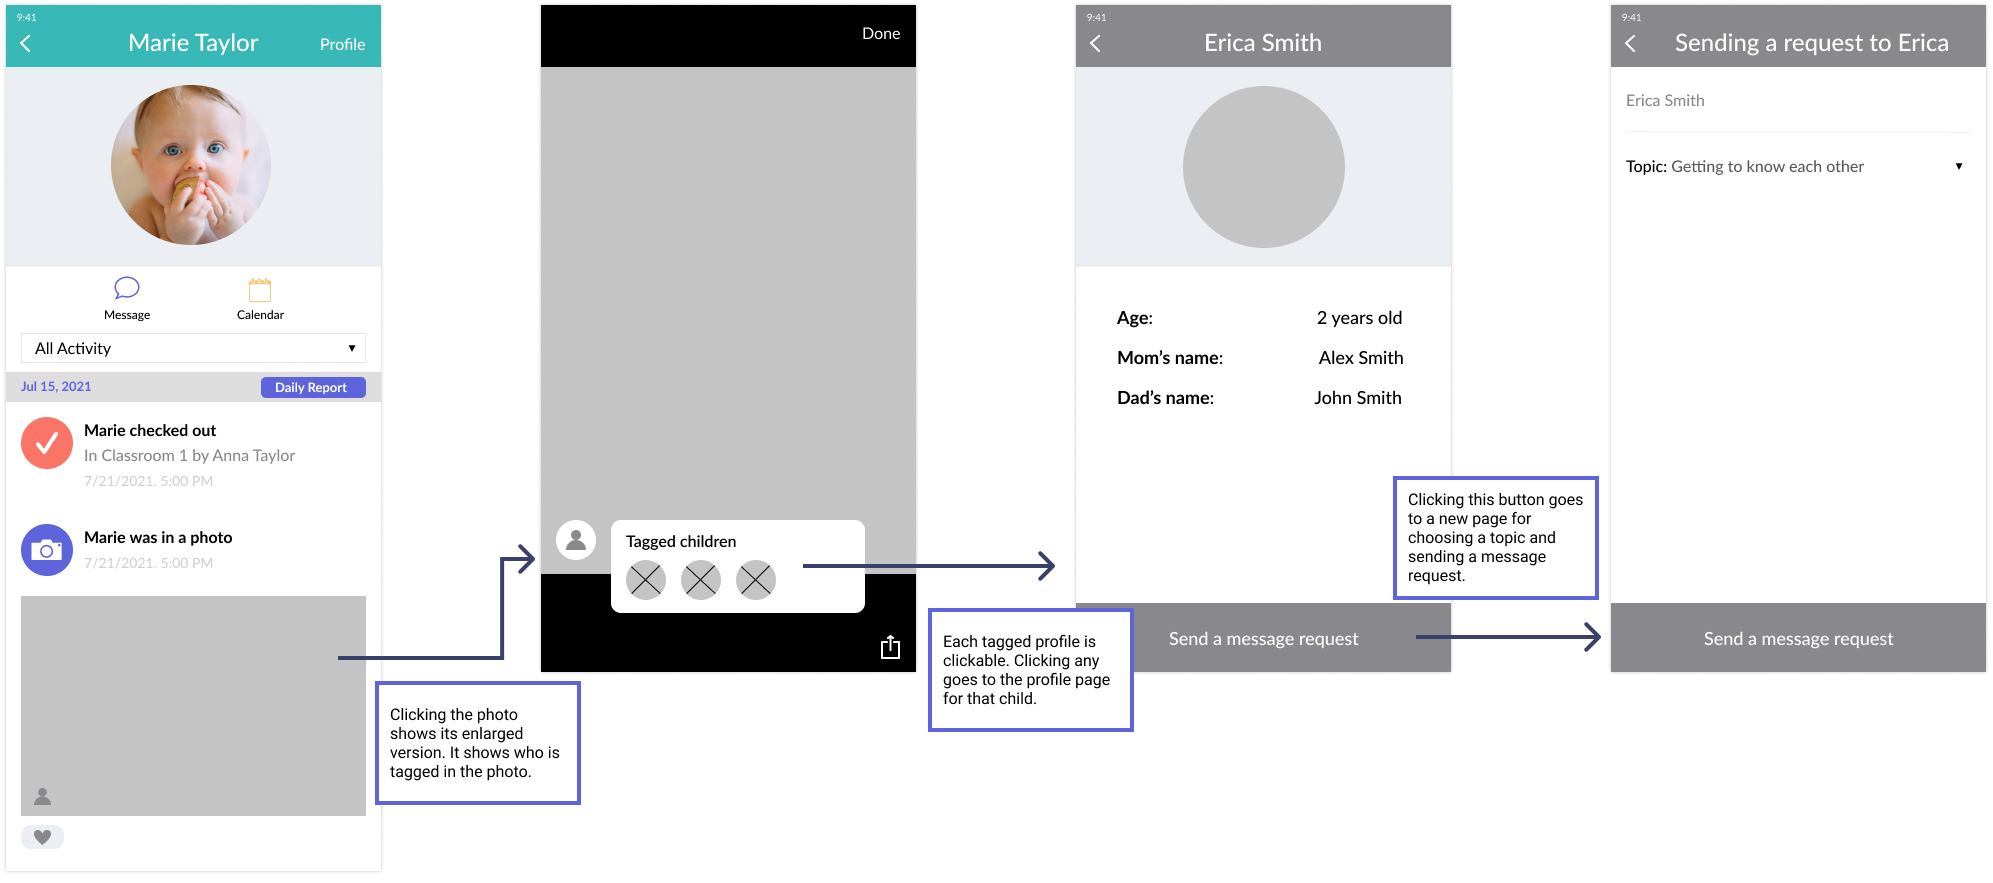 9:41
Marie Taylor
Profile
Message
Calendar
All Activity
Jul 15, 2021
Daily Report
Marie checked out
In Classroom 1 by Anna Taylor
7/21/2021. 5:00 PM
Marie was in a photo
7/21/2021. 5:00 PM
Clicking the photo
shows its enlarged
version. It shows who is
tagged in the photo.
Done
Tagged children
Each tagged profile is
clickable. Clicking any
goes to the profile page
for that child.
9:41
Erica Smith
Age:
2 years old
Mom's name:
Alex Smith
Dad's name:
John Smith
Send a message request
Clicking this button goes
to a new page for
choosing a topic and
sending a message
request.
9:41
Sending a request to Erica
Erica Smith
Topic: Getting to know each other
Send a message request